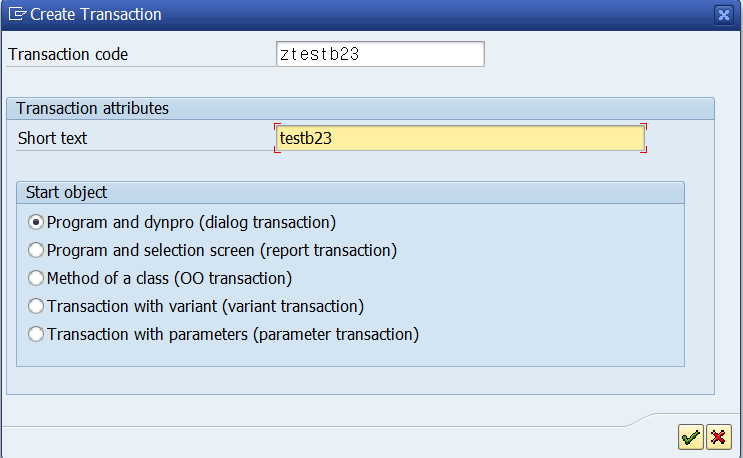 Create Transaction
Transaction code ztestb23
Transaction attributes
Short text testb23
Start object
Program and dynpro (dialog transaction)
Program and selection screen (report transaction)
Method of a class (OO transaction)
Transaction with variant (variant transaction)
Transaction with parameters (parameter transaction)